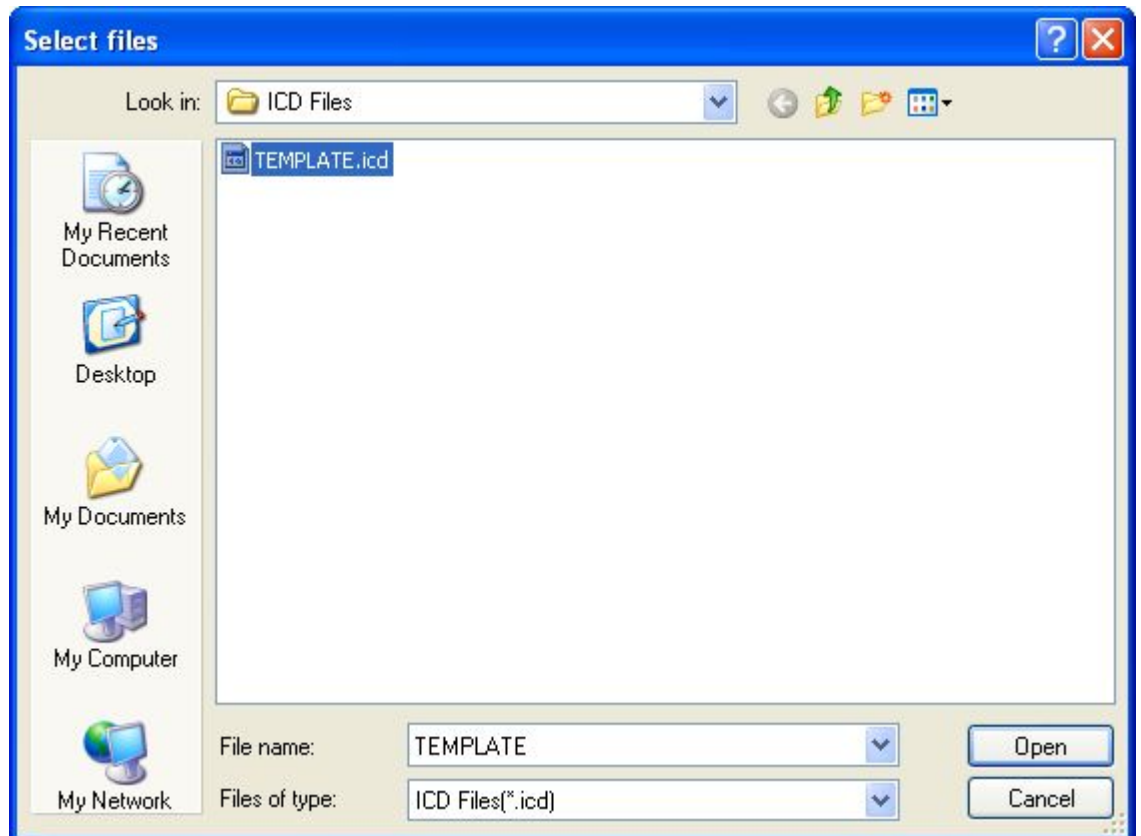 Select files
Look in:
ICD Files
TEMPLATE.icd
My Recent
Documents
Desktop
My Documents
My Computer
My Network
File name:
TEMPLATE
Open
Files of type:
ICD Files(*.icd)
Cancel